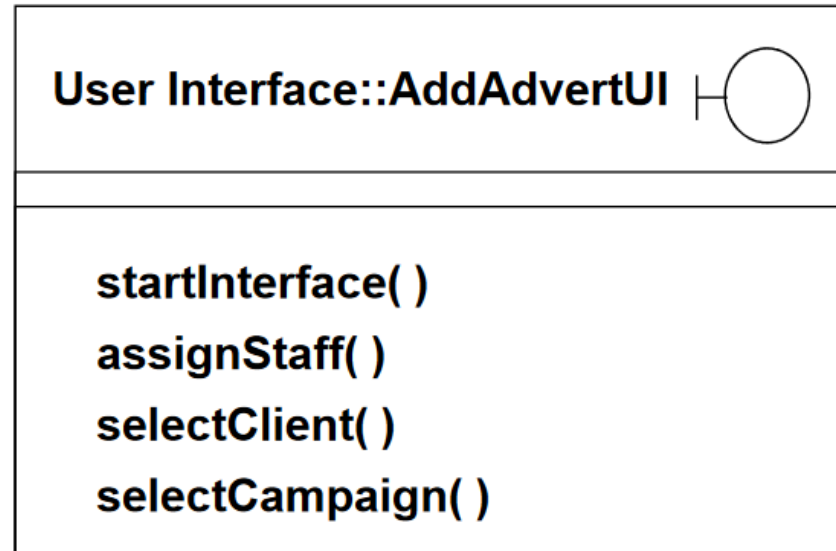 User Interface::AddAdvertUI
startInterface( )
assignStaff( )
selectClient( )
selectCampaign( )